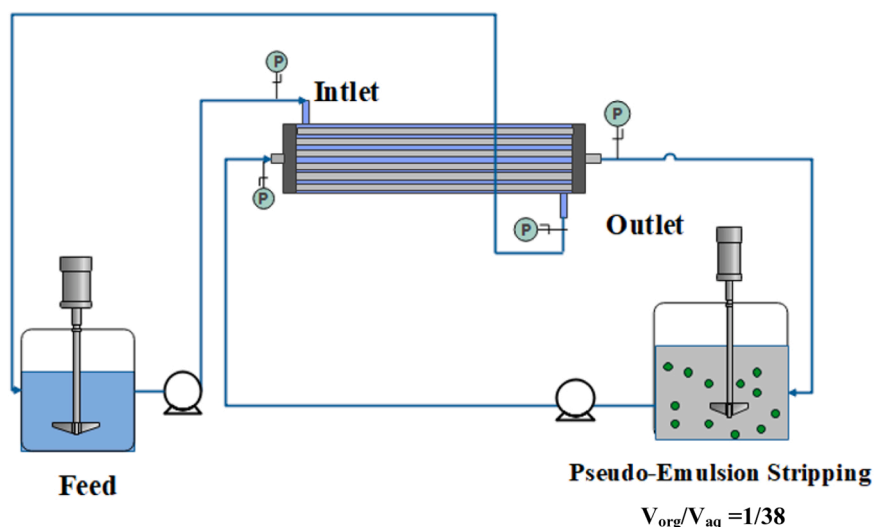 P
Intlet
P
P
P
Outlet
Feed
Pseudo-Emulsion Stripping
Vorg/Vaq =1/38